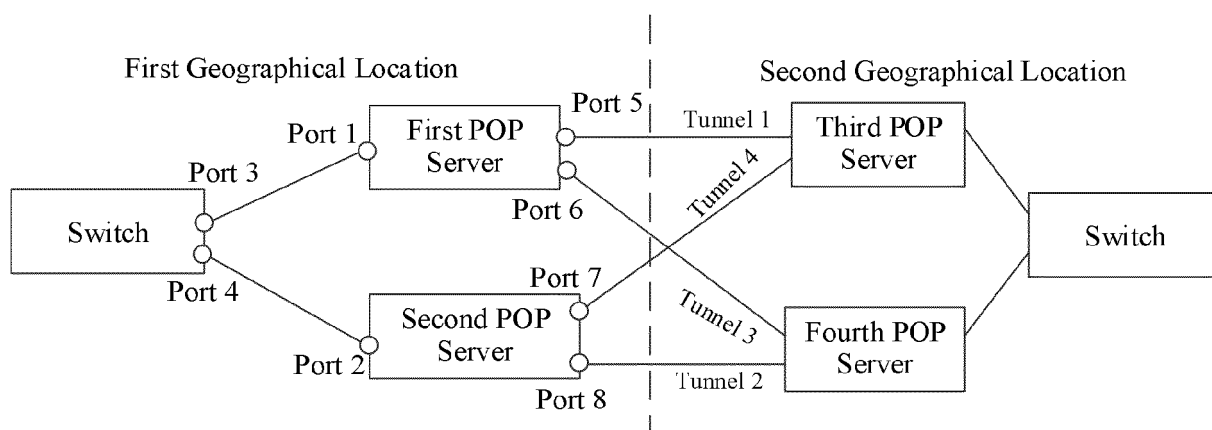 First Geographical Location
Second Geographical Location
Port 5
Port 1
First POP
Server
Tunnel 1
Third POP
Server
Port 3
Tunnel 4
Port 6
Switch
Switch
Port 4
Port 7
Tunnel 3
Second POP
Server
Fourth POP
Server
Port 2
Tunnel 2
Port 8